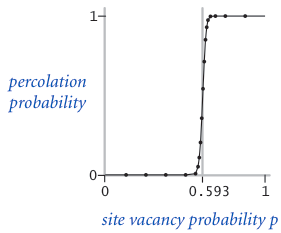 1
percolation
probability
0
0 0.593 1
site vacancy probability p